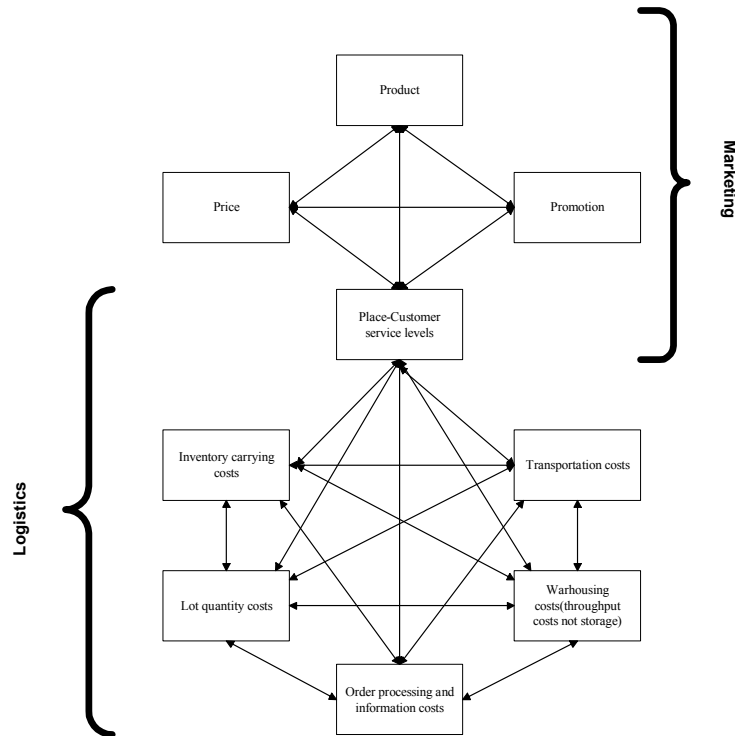 Product
Marketing
Price
Promotion
Place-Customer
service levels
Inventory carrying
costs
Transportation costs
Logistics
Lot quantity costs
Warhousing
costs(throughput
costs not storage)
Order processing and
information costs